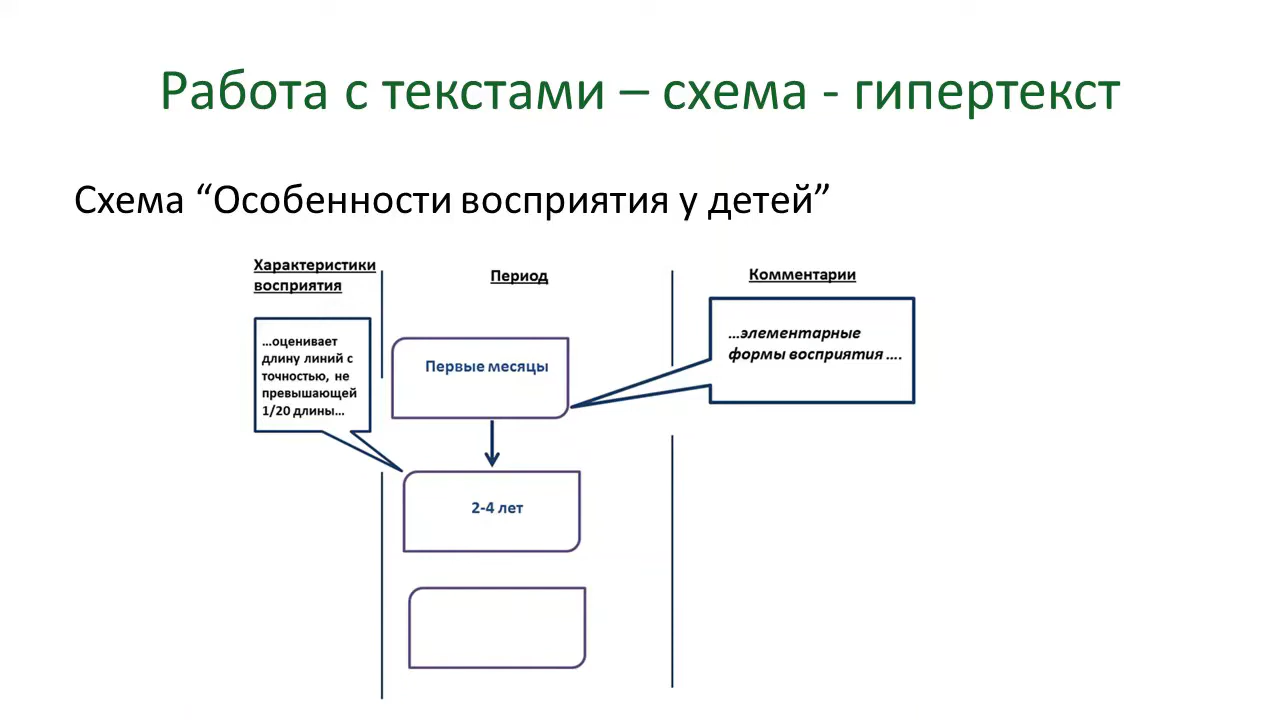 Работа с текстами – схема - гипертекст
Схема “Особенности восприятия у детей”
Характеристики
восприятия
Период
Комментарии
…оценивает
длину линий с
точностью, не
превышающей
1/20 длины…
Первые месяцы
…элементарные
формы восприятия ….
2-4 лет